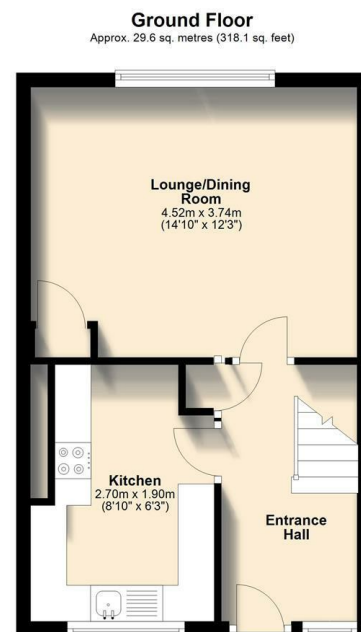 Ground Floor
Approx. 29.6 sq. metres (318.1 sq. feet)
Lounge/Dining
Room
4.52m x 3.74m
(14'10" x 12'3")
Kitchen
2.70m x 1.90m
(8'10" x 6'3")
Entrance
Hall